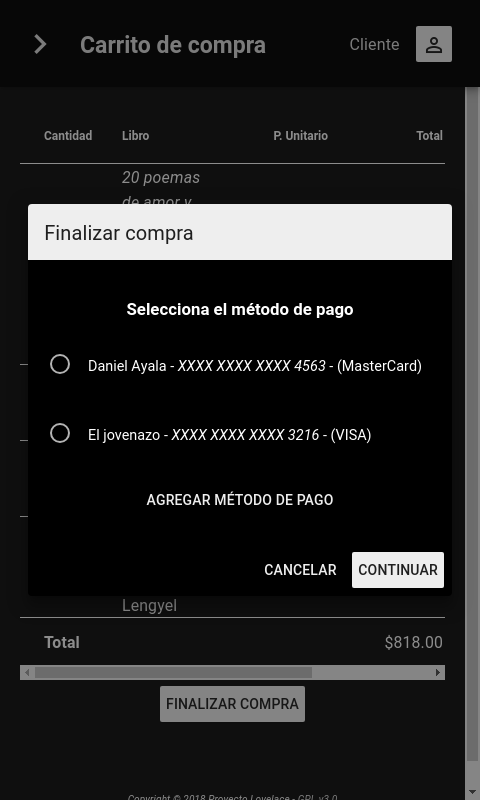 Carrito de compra
Cliente
Cantidad Libro P. Unitario Total
20 poemas
de amor y
Finalizar compra
Selecciona el método de pago
Daniel Ayala - XXXX XXXX XXXX 4563 - (MasterCard)
El jovenazo - XXXX XXXX XXXX 3216 - (VISA)
AGREGAR MÉTODO DE PAGO
CANCELAR CONTINUAR
Lengyel
Total $818.00
FINALIZAR COMPRA
Copyright © 2018 Proyecto Lovelace - GPL v3.0